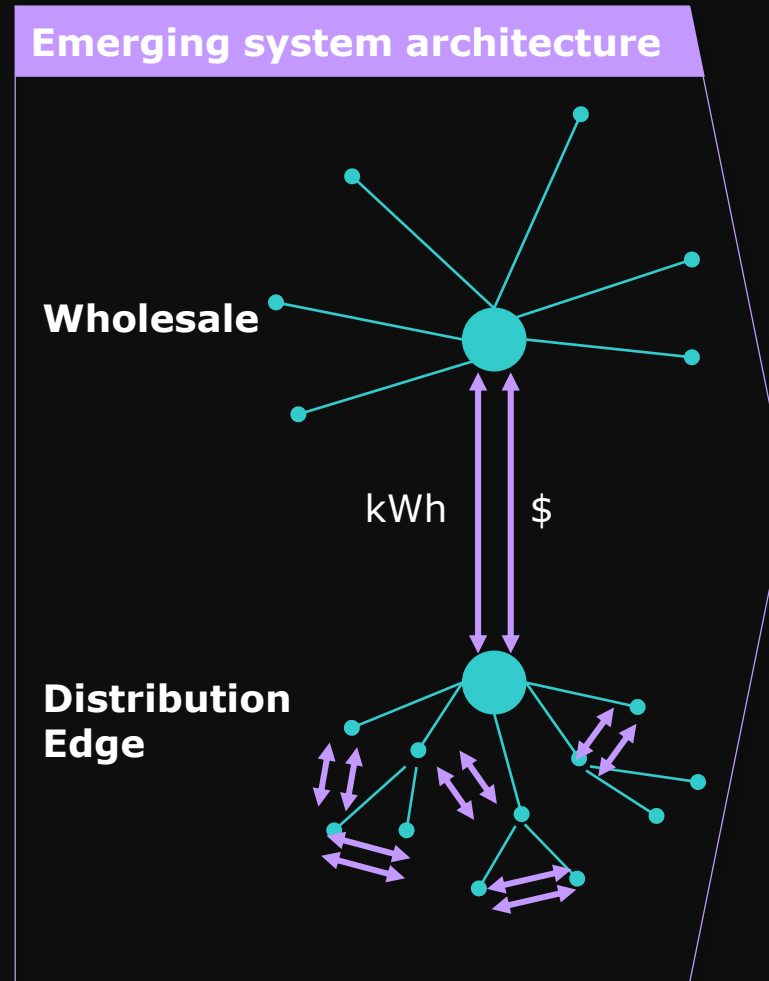 Emerging system architecture
Wholesale
kWh
$
Distribution
Edge